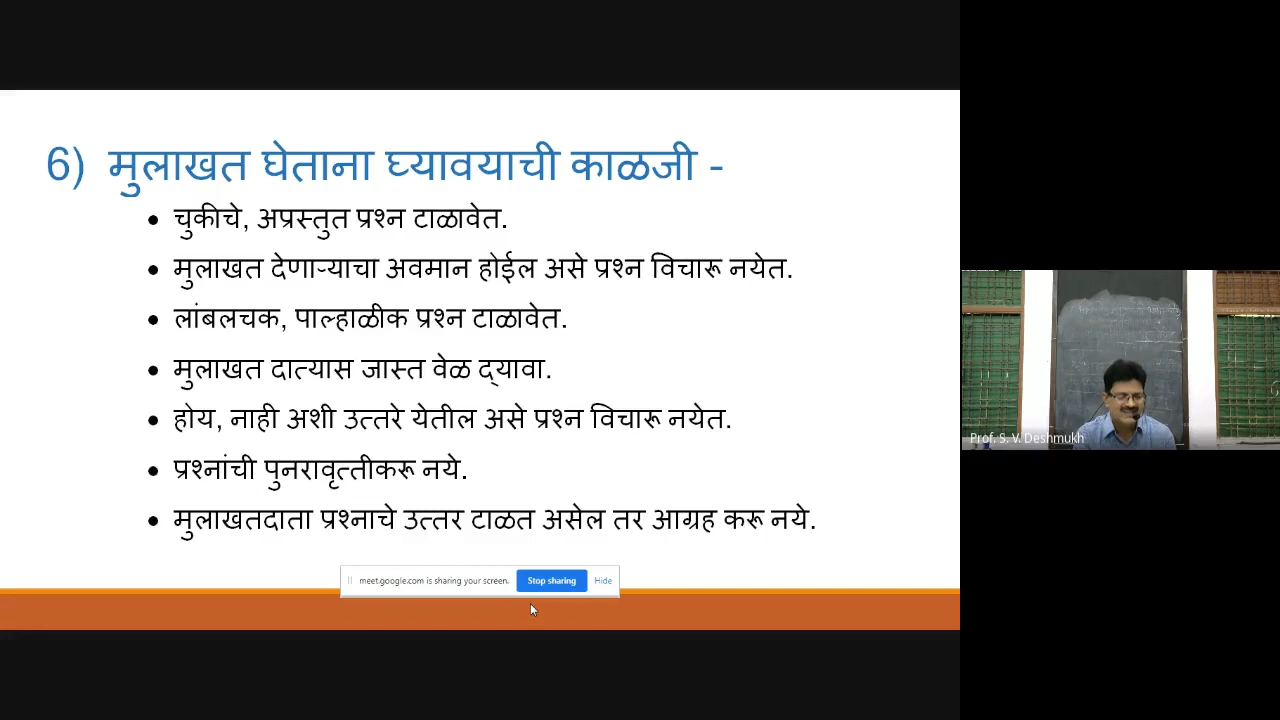 6) मुलाखत घेताना घ्यावयाची काळजी -
• चुकीचे, अप्रस्तुत प्रश्न टाळावेत.
• मुलाखत देणाऱ्याचा अवमान होईल असे प्रश्न विचारू नयेत.
• लांबलचक, पाल्हाळीक प्रश्न टाळावेत.
• मुलाखत दात्यास जास्त वेळ द्यावा.
• होय, नाही अशी उत्तरे येतील असे प्रश्न विचारू नयेत.
• प्रश्नांची पुनरावृत्तीकरू नये.
• मुलाखतदाता प्रश्नाचे उत्तर टाळत असेल तर आग्रह करू नये.
meet.google.com is sharing your screen. Stop sharing Hide
Prof. S. V. Deshmukh